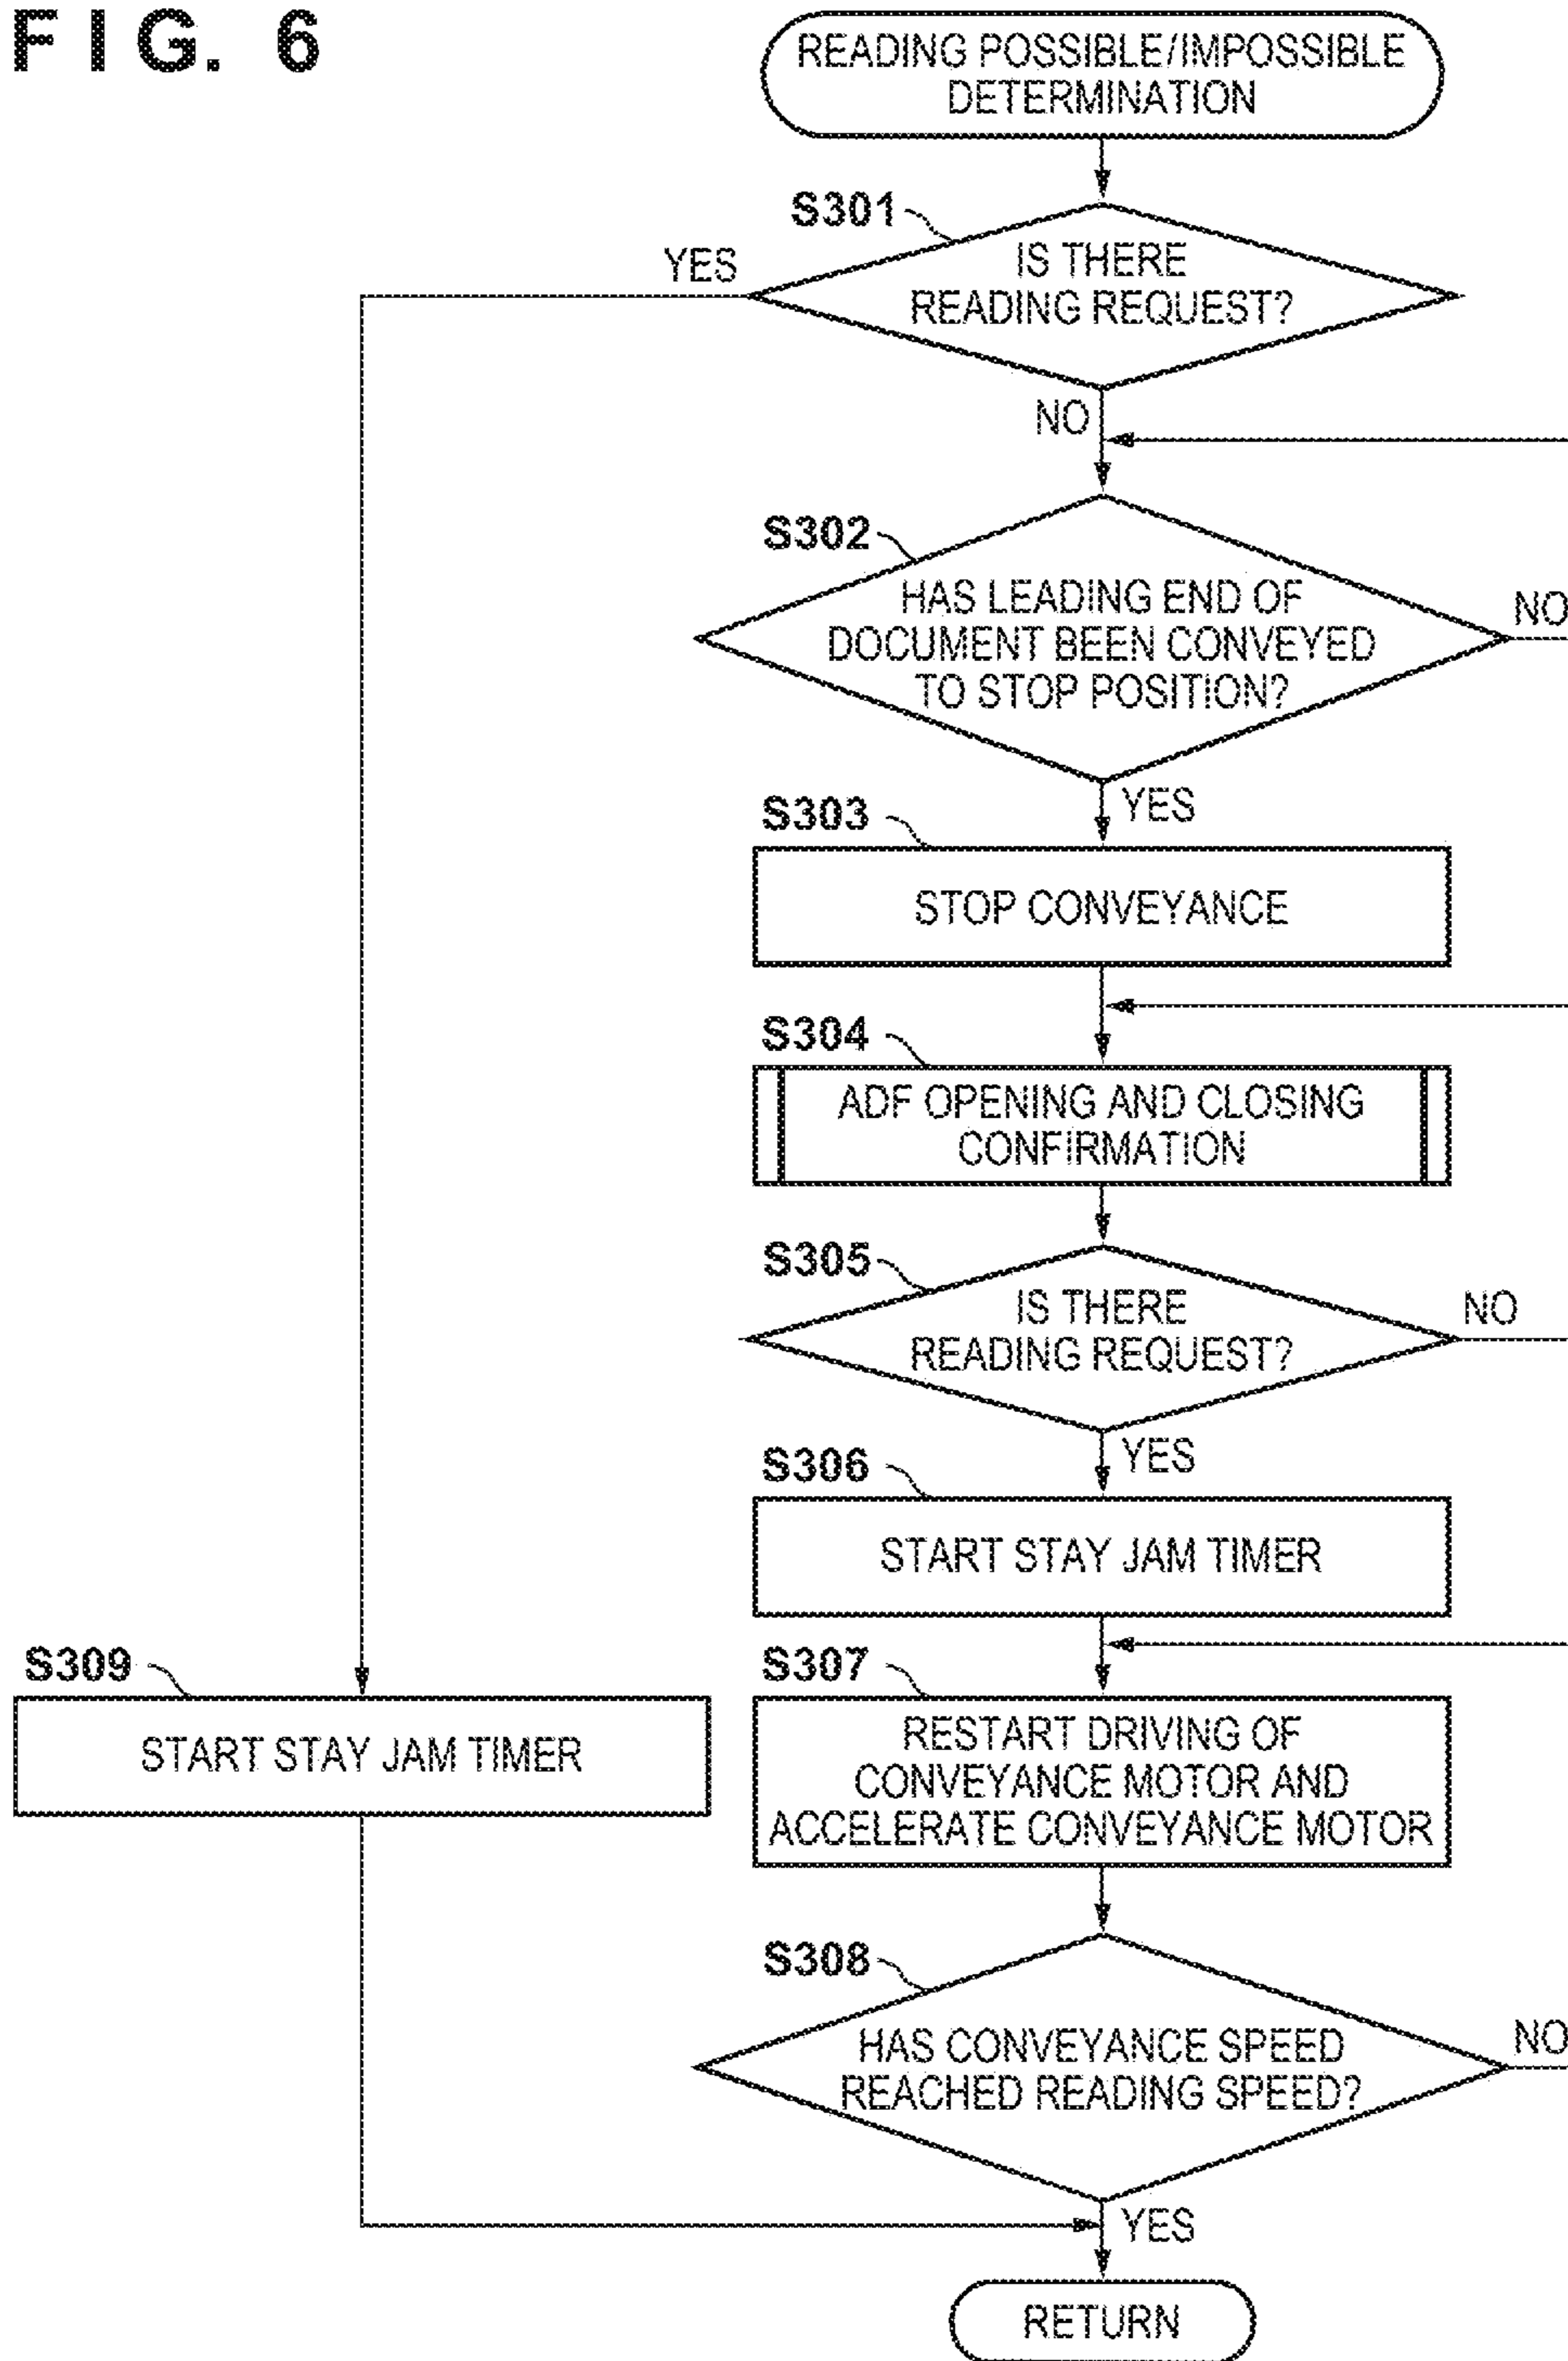 FIG. 6
READING POSSIBLE/IMPOSSIBLE
DETERMINATION
S301
YES
IS THERE
READING REQUEST?
NO
S302
HAS LEADING END OF
DOCUMENT BEEN CONVEYED
TO STOP POSITION?
NO
YES
S303
STOP CONVEYANCE
S304
ADF OPENING AND CLOSING
CONFIRMATION
S305
IS THERE
READING REQUEST?
NO
YES
S306
START STAY JAM TIMER
S309
START STAY JAM TIMER
S307
RESTART DRIVING OF
CONVEYANCE MOTOR AND
ACCELERATE CONVEYANCE MOTOR
S308
HAS CONVEYANCE SPEED
REACHED READING SPEED?
NO
YES
RETURN